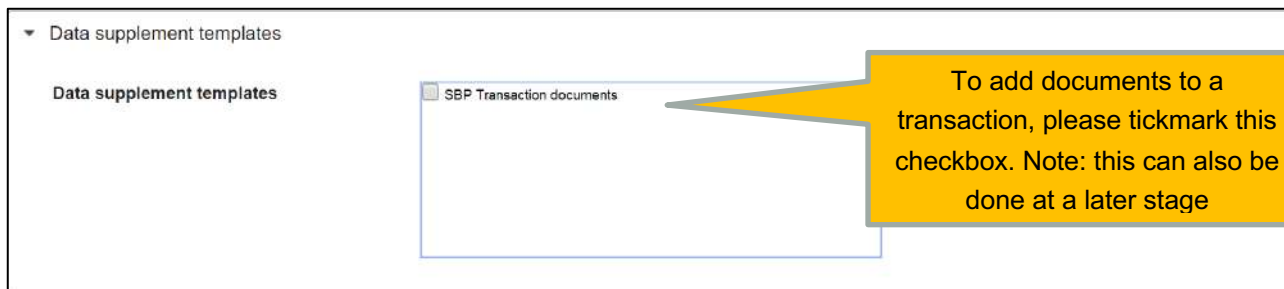 Data supplement templates
Data supplement templates
SBP Transaction documents
To add documents to a
transaction, please tickmark this
checkbox. Note: this can also be
done at a later stage